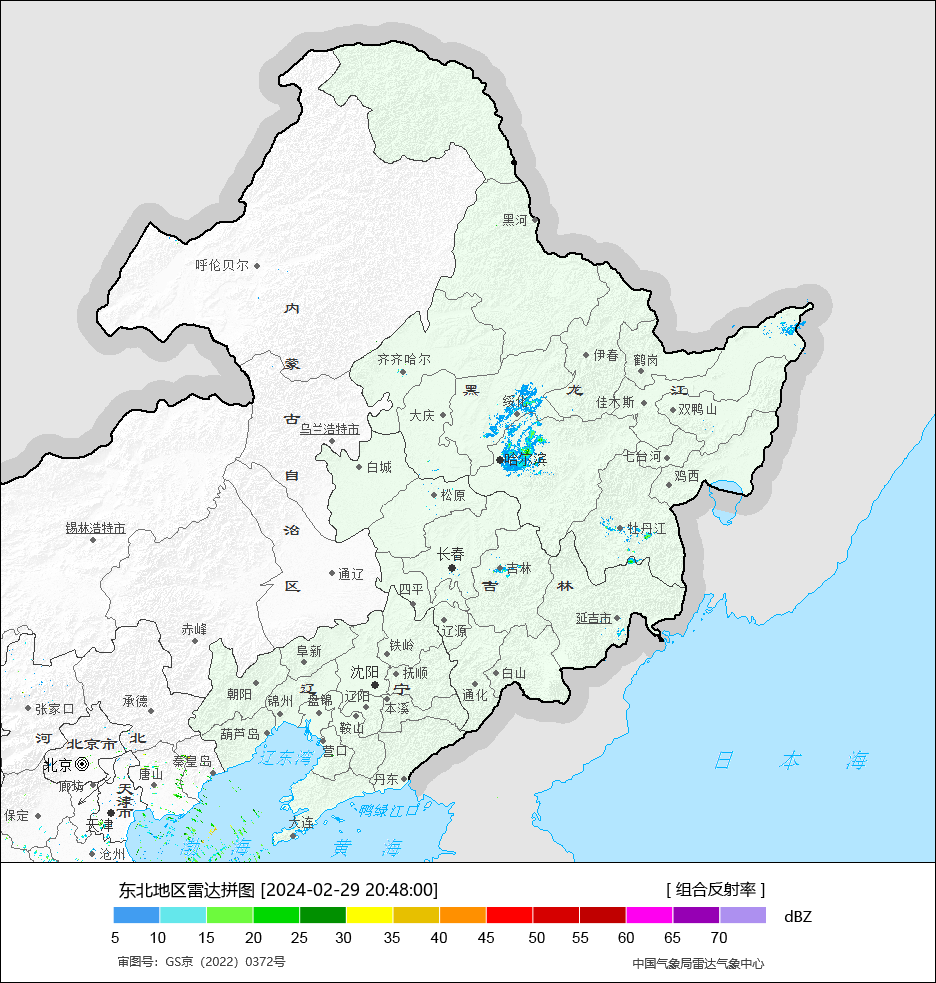 黑河
呼伦贝尔
内
蒙
古
自
治
区
齐齐哈尔
伊春
鹤岗
黑
龙
江
绥化
佳木斯
双鸭山
大庆
乌兰浩特市
哈尔滨
七台河
白城
鸡西
松原
锡林浩特市
牡丹江
长春
吉林
通辽
吉
林
四平
延吉市
辽源
赤峰
铁岭
阜新
沈阳
抚顺
白山
朝阳
辽
宁
通化
锦州
盘锦
辽阳
本溪
承德
张家口
鞍山
葫芦岛
河
北京市
北
营口
辽东湾
日
本
海
北京
秦皇岛
唐山
丹东
廊坊
天
津
市
鸭绿江口
保定
天津
大连
沧州
渤
海
黄
海
东北地区雷达拼图 [2024-02-29 20:48:00]
[ 组合反射率 ]
dBZ
5 10 15 20 25 30 35 40 45 50 55 60 65 70
审图号：GS京（2022）0372号
中国气象局雷达气象中心